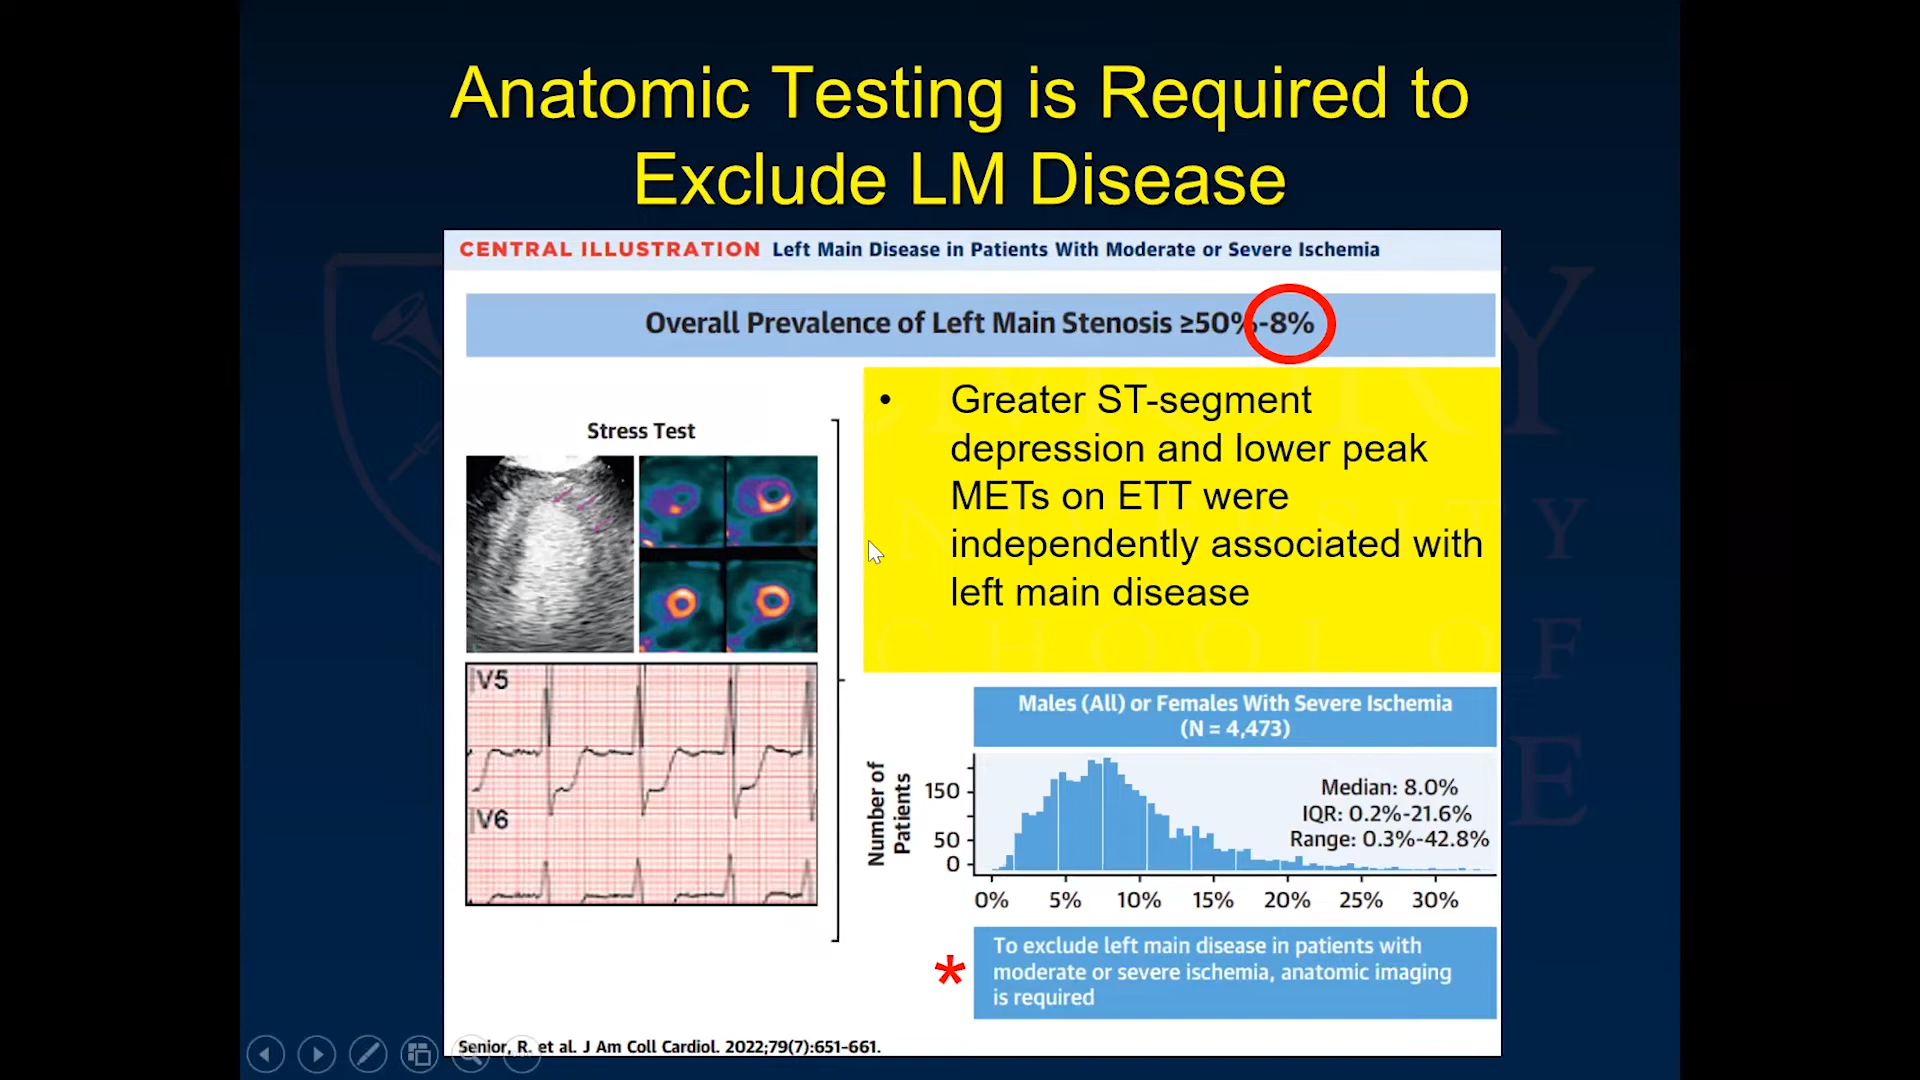 Anatomic Testing is Required to
Exclude LM Disease
CENTRAL ILLUSTRATION Left Main Disease in Patients With Moderate or Severe Ischemia
Overall Prevalence of Left Main Stenosis ≥50%-8%
• Greater ST-segment
depression and lower peak
METs on ETT were
independently associated with
left main disease
Stress Test
V5
V6
Males (All) or Females With Severe Ischemia
(N = 4,473)
Number of
Patients
150
50
0
Median: 8.0%
IQR: 0.2%-21.6%
Range: 0.3%-42.8%
0% 5% 10% 15% 20% 25% 30%
* To exclude left main disease in patients with
moderate or severe ischemia, anatomic imaging
is required
Senior, R. et al. J Am Coll Cardiol. 2022;79(7):651-661.